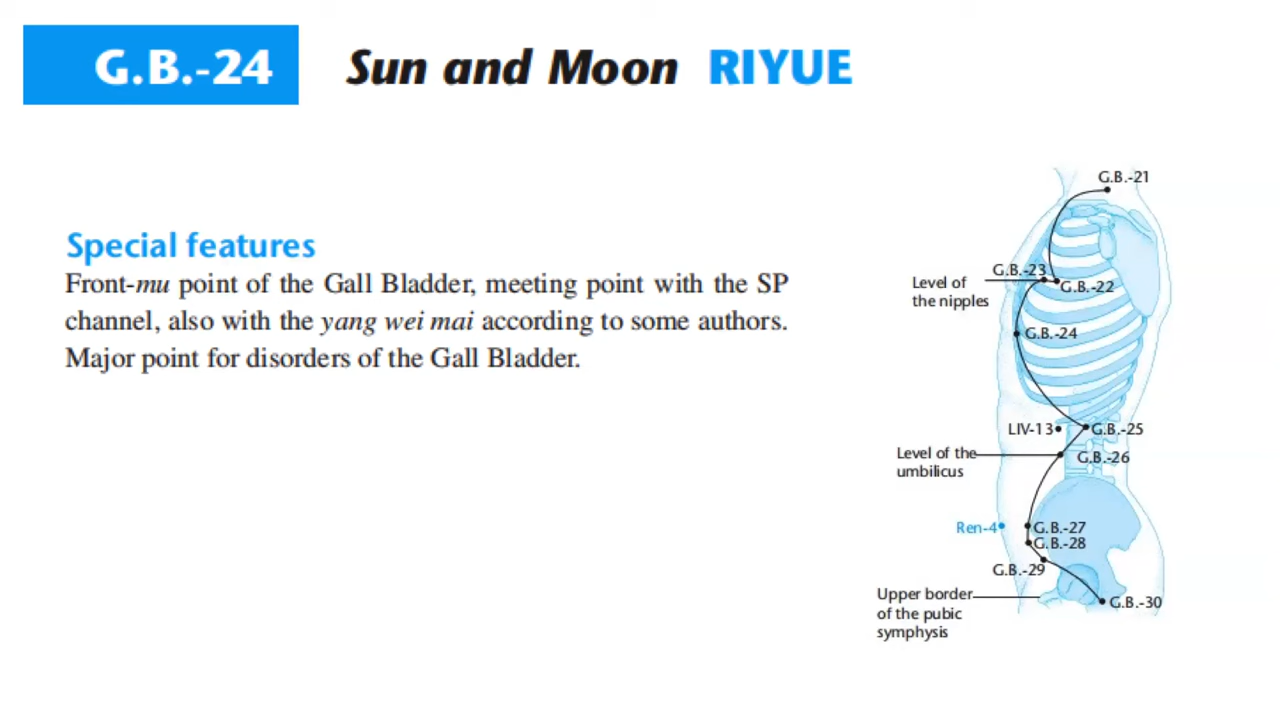 G.B.-24 Sun and Moon RIYUE
Special features
Front-mu point of the Gall Bladder, meeting point with the SP
channel, also with the yang wei mai according to some authors.
Major point for disorders of the Gall Bladder.
G.B.-21
G.B.-23
Level of
the nipples
G.B.-22
G.B.-24
LIV-13
G.B.-25
Level of the
umbilicus
G.B.-26
Ren-4
G.B.-27
G.B.-28
G.B.-29
Upper border
of the pubic
symphysis
G.B.-30